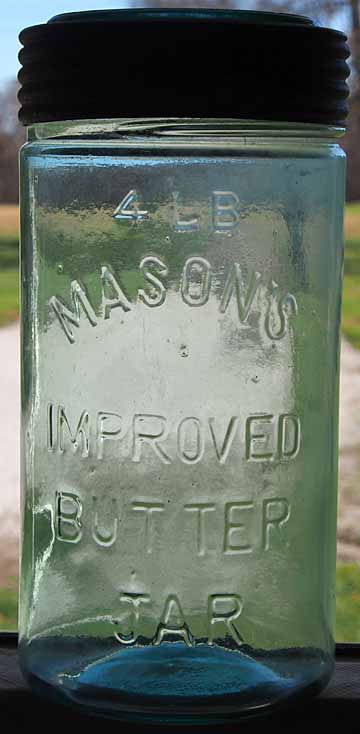 4 LB
MASON'S
IMPROVED
BUTTER
JAR